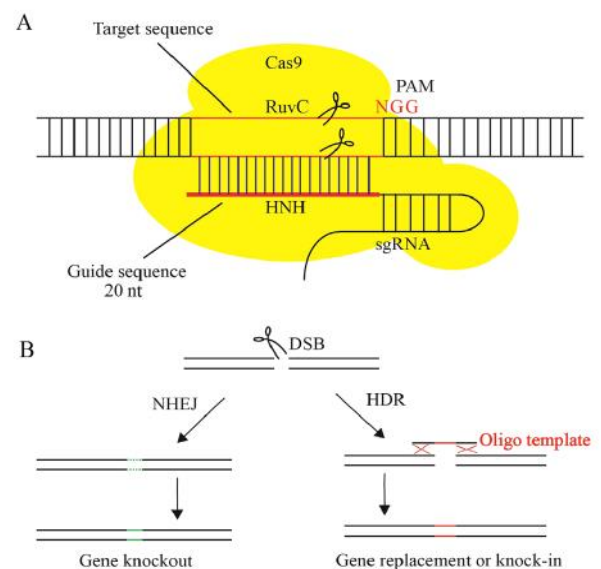 A
Target sequence
Cas9
PAM
RuvC
NGG
HNH
sgRNA
Guide sequence
20 nt
B
DSB
NHEJ
HDR
Oligo template
Gene knockout
Gene replacement or knock-in